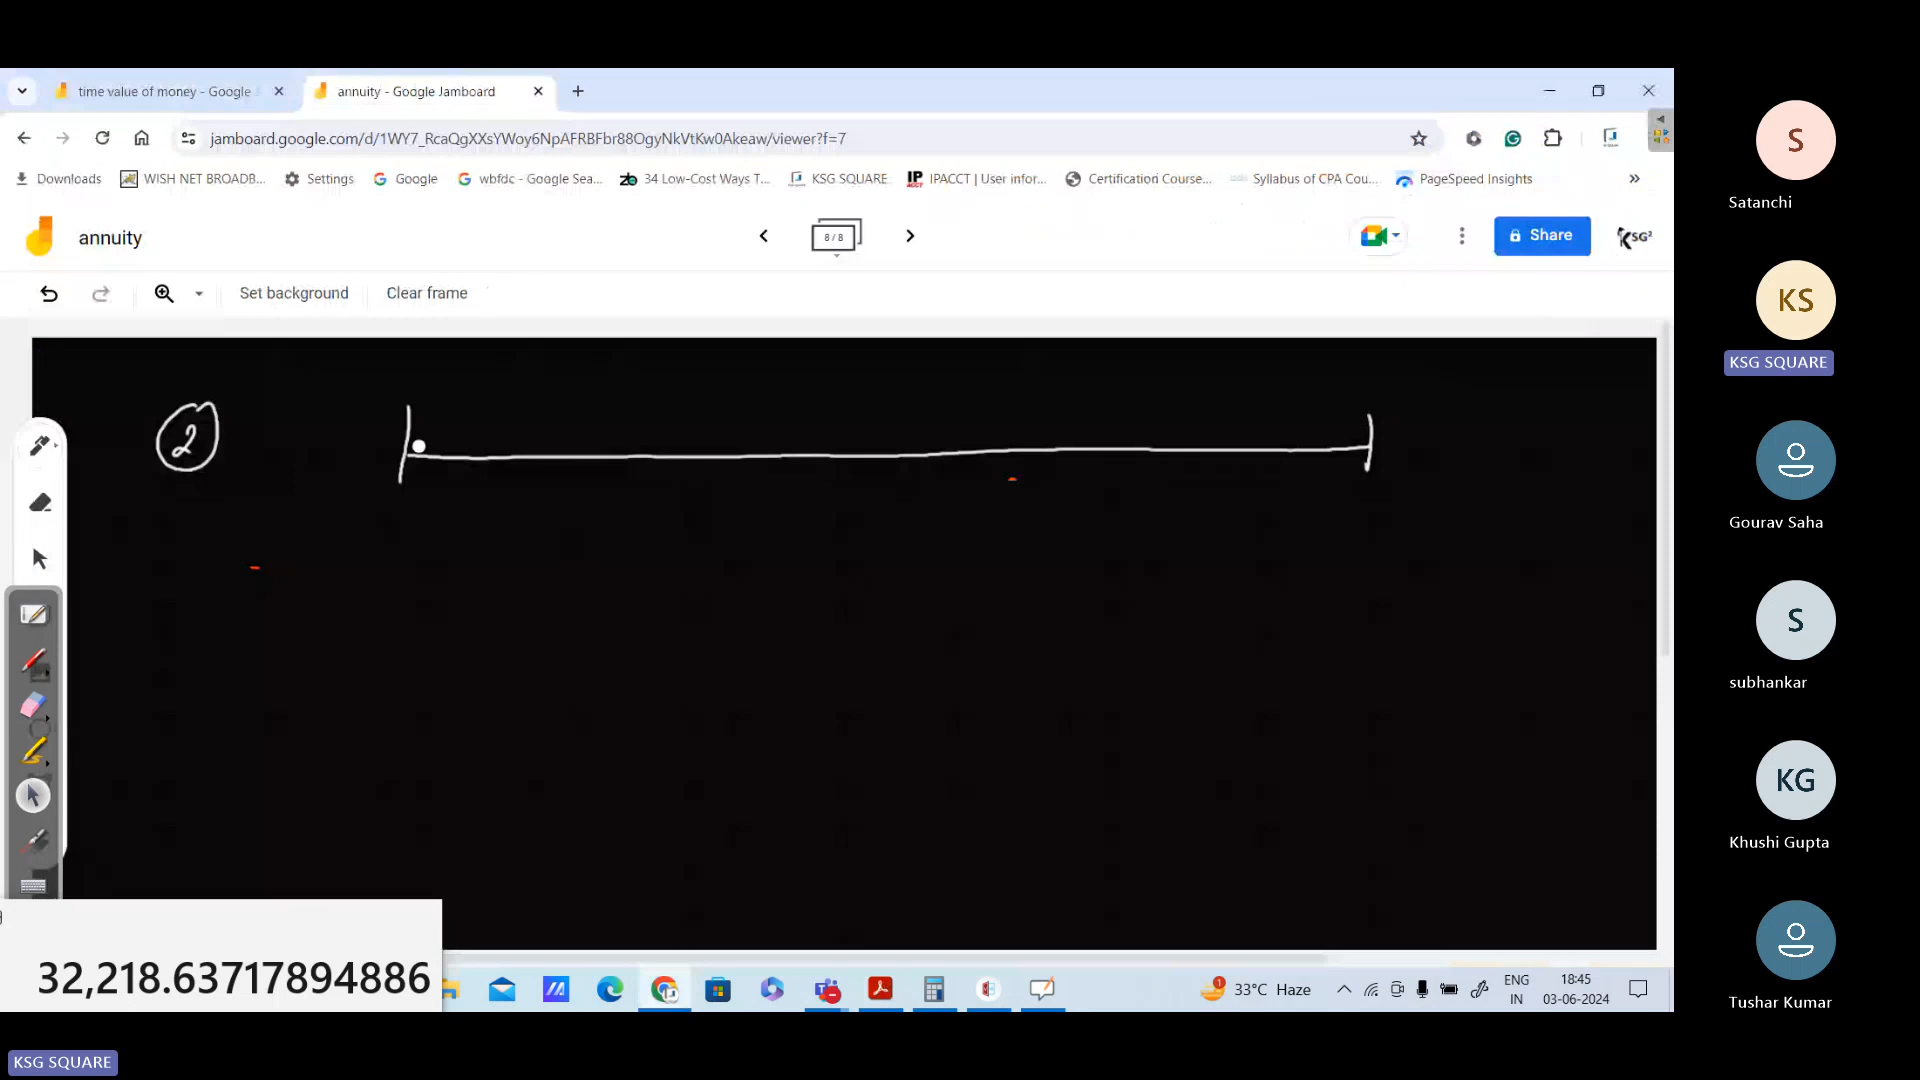 time value of money - Google
annuity - Google Jamboard
jamboard.google.com/d/1WY7_RcaQgXXsYWoy6NpAFRBFbr88OgyNkVtKw0Akeaw/viewer?f=7
Downloads
WISH NET BROADB...
Settings
Google
wbfdc - Google Sea...
34 Low-Cost Ways T...
KSG SQUARE
IPACCT | User infor...
Certification Course...
Syllabus of CPA Cou...
PageSpeed Insights
annuity
8 / 8
Share
KSG²
Set background
Clear frame
2
32,218.63717894886
33°C Haze
ENG
IN
18:45
03-06-2024
S
Satanchi
KS
KSG SQUARE
Gourav Saha
S
subhankar
KG
Khushi Gupta
Tushar Kumar
KSG SQUARE